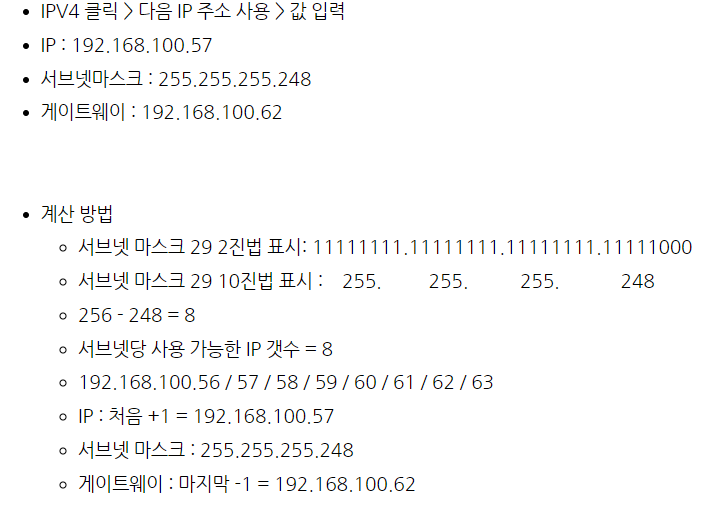 IPV4 클릭 > 다음 IP 주소 사용 > 값 입력
IP : 192.168.100.57
서브넷마스크 : 255.255.255.248
게이트웨이 : 192.168.100.62
계산 방법
서브넷 마스크 29 2진법 표시: 11111111.11111111.11111111.11111000
서브넷 마스크 29 10진법 표시 : 255. 255. 255. 248
256 - 248 = 8
서브넷당 사용 가능한 IP 갯수 = 8
192.168.100.56 / 57 / 58 / 59 / 60 / 61 / 62 / 63
IP : 처음 +1 = 192.168.100.57
서브넷 마스크 : 255.255.255.248
게이트웨이 : 마지막 -1 = 192.168.100.62